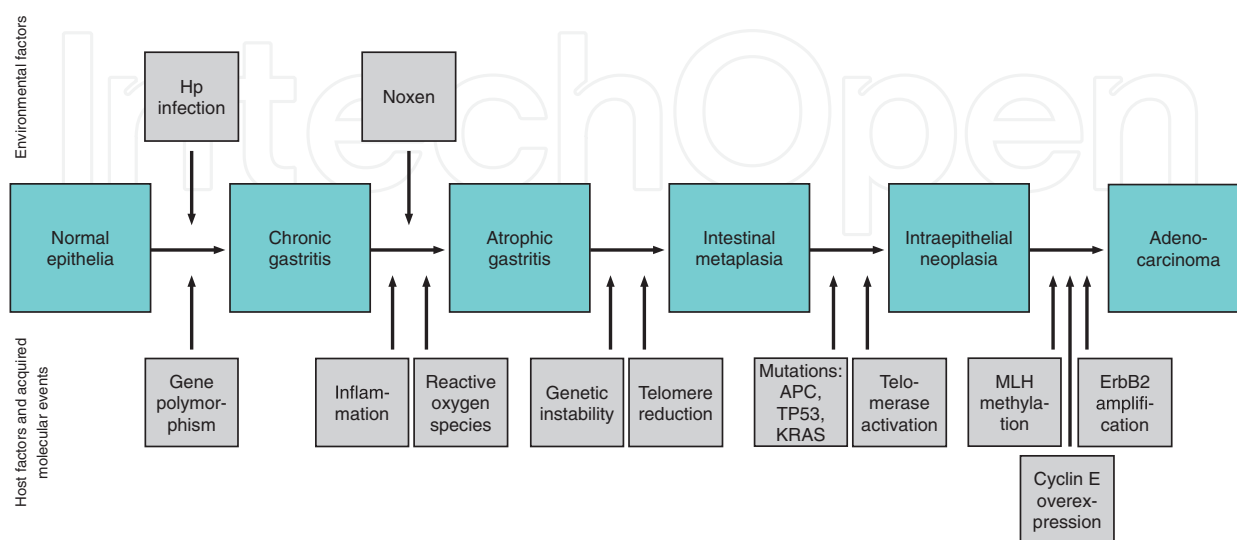 Environmental factors
IntechOpen
Hp
infection
Noxen
Normal
epithelia
Chronic
gastritis
Atrophic
gastritis
Intestinal
metaplasia
Intraepithelial
neoplasia
Adeno-
carcinoma
Host factors and acquired
molecular events
Gene
polymor-
phism
Inflam-
mation
Reactive
oxygen
species
Genetic
instability
Telomere
reduction
Mutations:
APC,
TP53,
KRAS
Telo-
merase
activation
MLH
methyla-
tion
ErbB2
amplifi-
cation
Cyclin E
overex-
pression